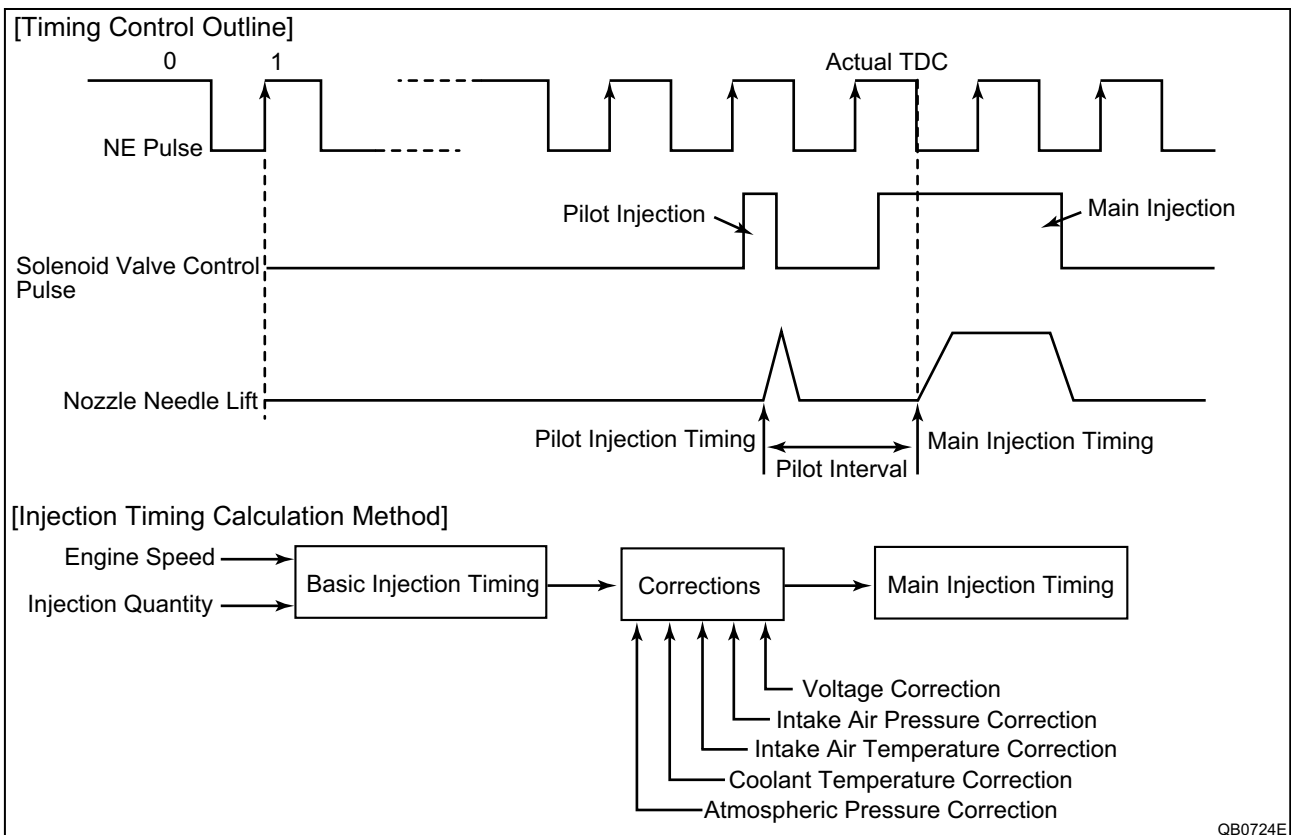 [Timing Control Outline]
0 1 Actual TDC
NE Pulse
Pilot Injection Main Injection
Solenoid Valve Control
Pulse
Nozzle Needle Lift
Pilot Injection Timing Main Injection Timing
Pilot Interval
[Injection Timing Calculation Method]
Engine Speed
Injection Quantity
Basic Injection Timing Corrections Main Injection Timing
Voltage Correction
Intake Air Pressure Correction
Intake Air Temperature Correction
Coolant Temperature Correction
Atmospheric Pressure Correction
QB0724E